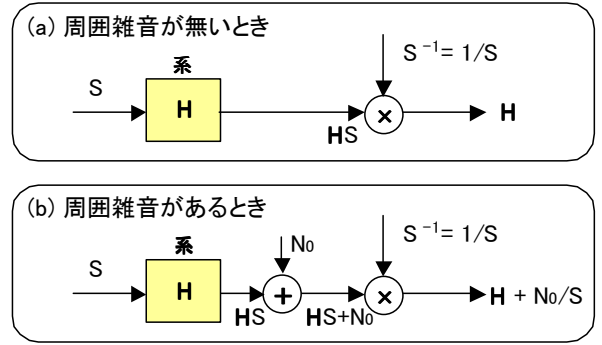 (a) 周囲雑音が無いとき
系
S
H
HS
S⁻¹= 1/S
×
H
(b) 周囲雑音があるとき
系
S
H
HS
N₀
+
HS+N₀
S⁻¹= 1/S
×
H + N₀/S